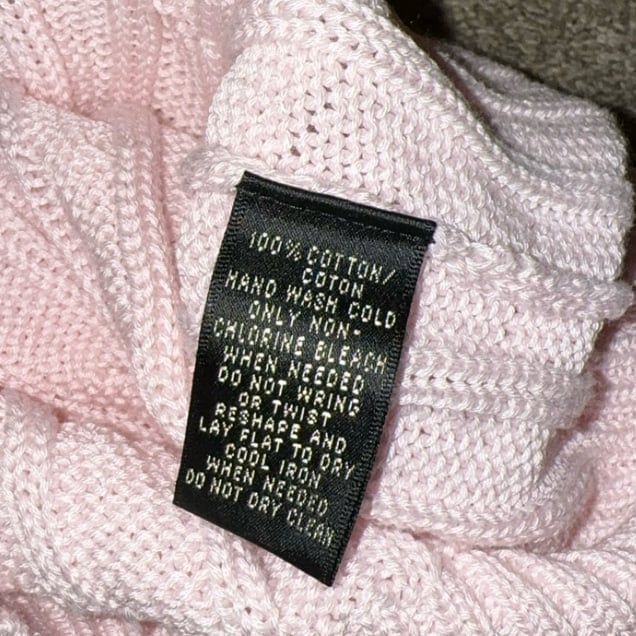 100% COTTON/
COTON
HAND WASH COLD
ONLY NON-
CHLORINE BLEACH
WHEN NEEDED
DO NOT WRING
OR TWIST
RESHAPE AND
LAY FLAT TO DRY
COOL IRON
WHEN NEEDED
DO NOT DRY CLEAN